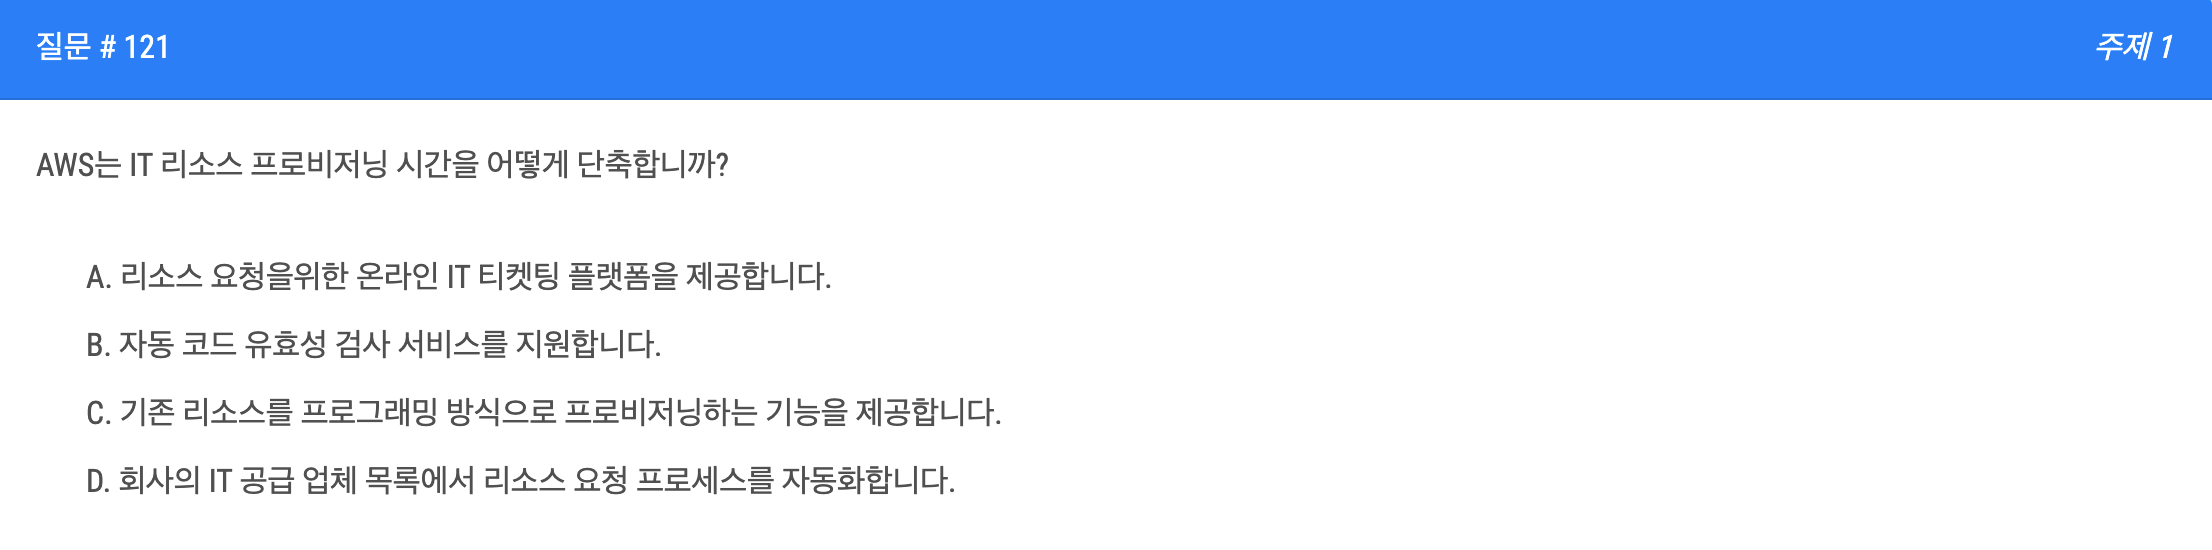 질문 # 121
주제 1
AWS는 IT 리소스 프로비저닝 시간을 어떻게 단축합니까?
A. 리소스 요청을위한 온라인 IT 티켓팅 플랫폼을 제공합니다.
B. 자동 코드 유효성 검사 서비스를 지원합니다.
C. 기존 리소스를 프로그래밍 방식으로 프로비저닝하는 기능을 제공합니다.
D. 회사의 IT 공급 업체 목록에서 리소스 요청 프로세스를 자동화합니다.